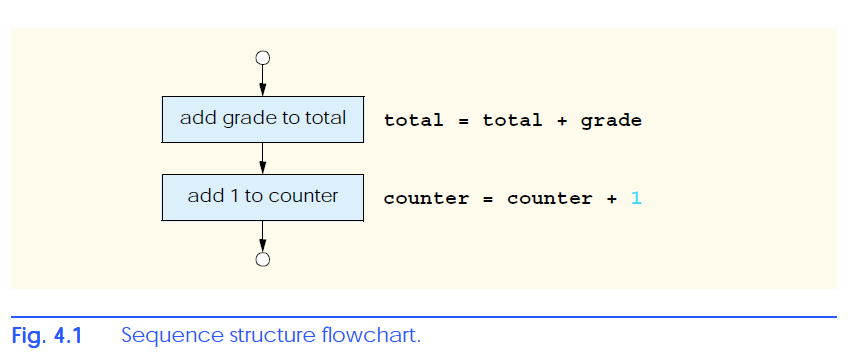 add grade to total total = total + grade
add 1 to counter counter = counter + 1
Fig. 4.1 Sequence structure flowchart.